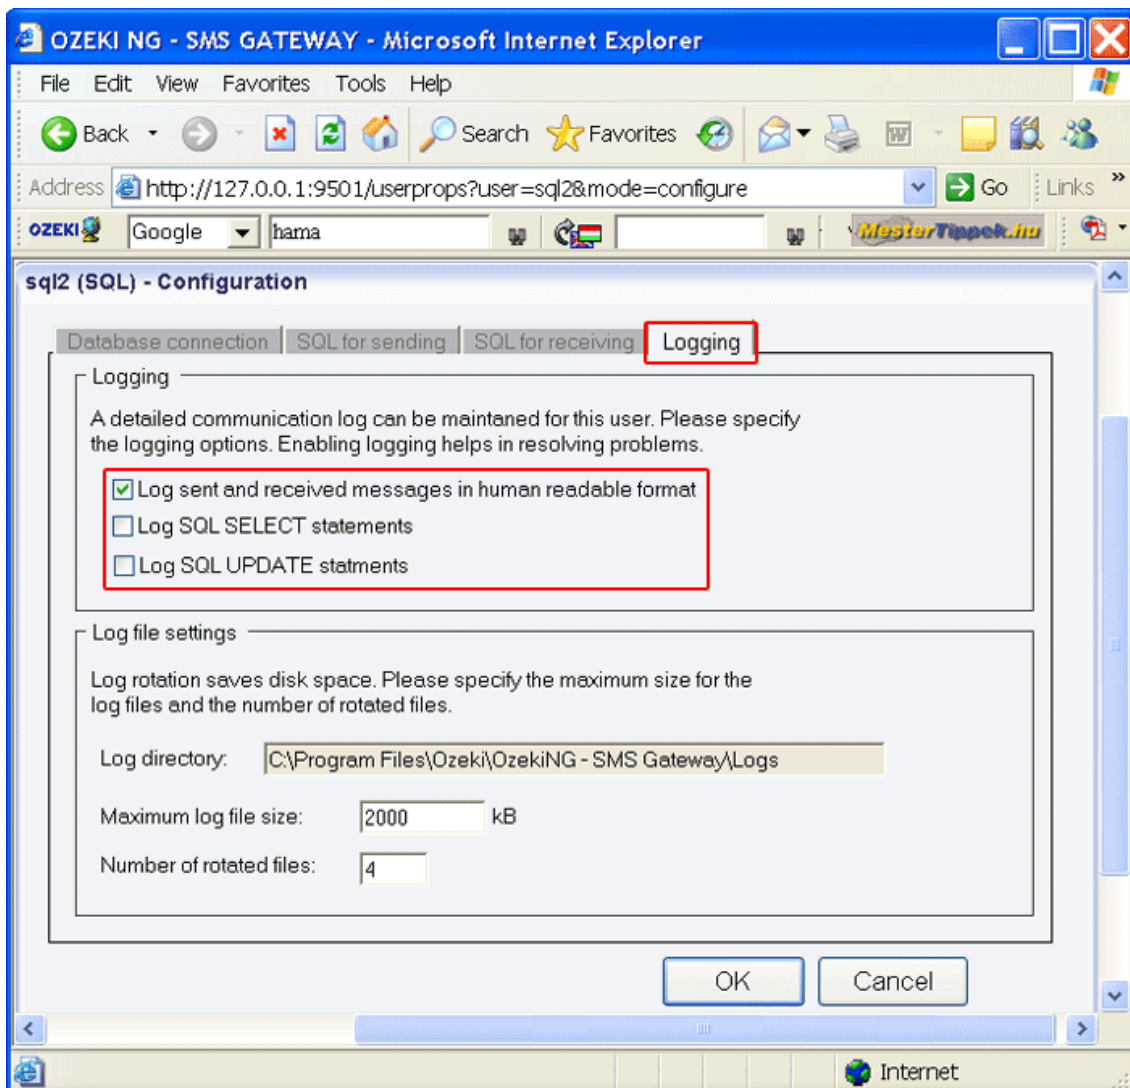 OZEKI NG - SMS GATEWAY - Microsoft Internet Explorer
File Edit View Favorites Tools Help
Back Search Favorites
Address http://127.0.0.1:9501/userprops?user=sql2&mode=configure Go Links »
OZEKI Google hama MesterTippek.hu
sql2 (SQL) - Configuration
Database connection SQL for sending SQL for receiving Logging
Logging
A detailed communication log can be maintaned for this user. Please specify
the logging options. Enabling logging helps in resolving problems.
Log sent and received messages in human readable format
Log SQL SELECT statements
Log SQL UPDATE statments
Log file settings
Log rotation saves disk space. Please specify the maximum size for the
log files and the number of rotated files.
Log directory: C:\Program Files\Ozeki\OzekiNG - SMS Gateway\Logs
Maximum log file size: 2000 kB
Number of rotated files: 4
OK Cancel
Internet